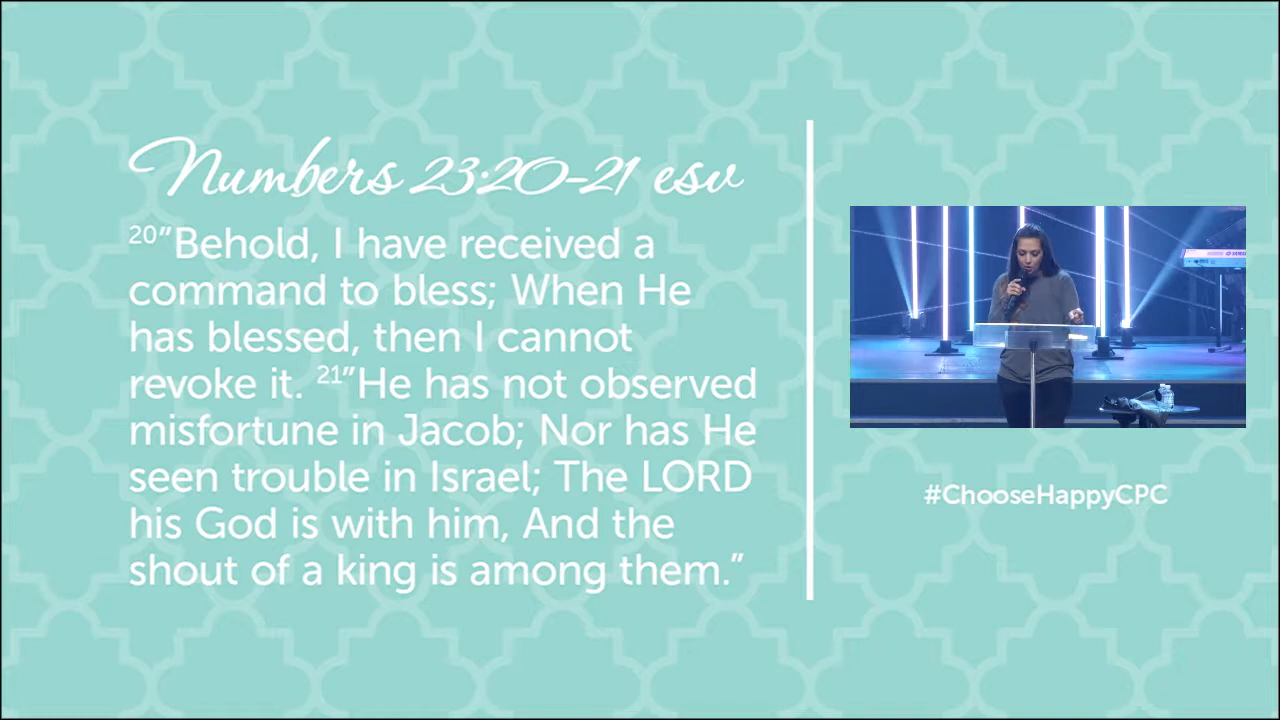 Numbers 23:20-21 esv
20"Behold, I have received a
command to bless; When He
has blessed, then I cannot
revoke it. 21"He has not observed
misfortune in Jacob; Nor has He
seen trouble in Israel; The LORD
his God is with him, And the
shout of a king is among them."
#ChooseHappyCPC